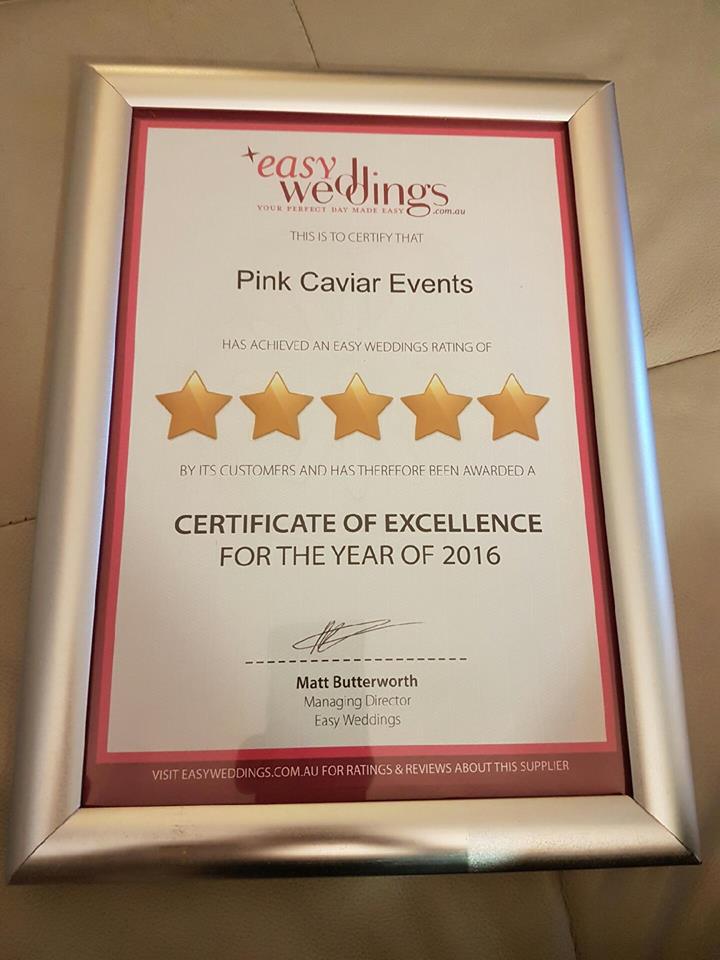 easy
weddings
YOUR PERFECT DAY MADE EASY .com.au
THIS IS TO CERTIFY THAT
Pink Caviar Events
HAS ACHIEVED AN EASY WEDDINGS RATING OF
BY ITS CUSTOMERS AND HAS THEREFORE BEEN AWARDED A
CERTIFICATE OF EXCELLENCE
FOR THE YEAR OF 2016
Matt Butterworth
Managing Director
Easy Weddings
VISIT EASYWEDDINGS.COM.AU FOR RATINGS & REVIEWS ABOUT THIS SUPPLIER